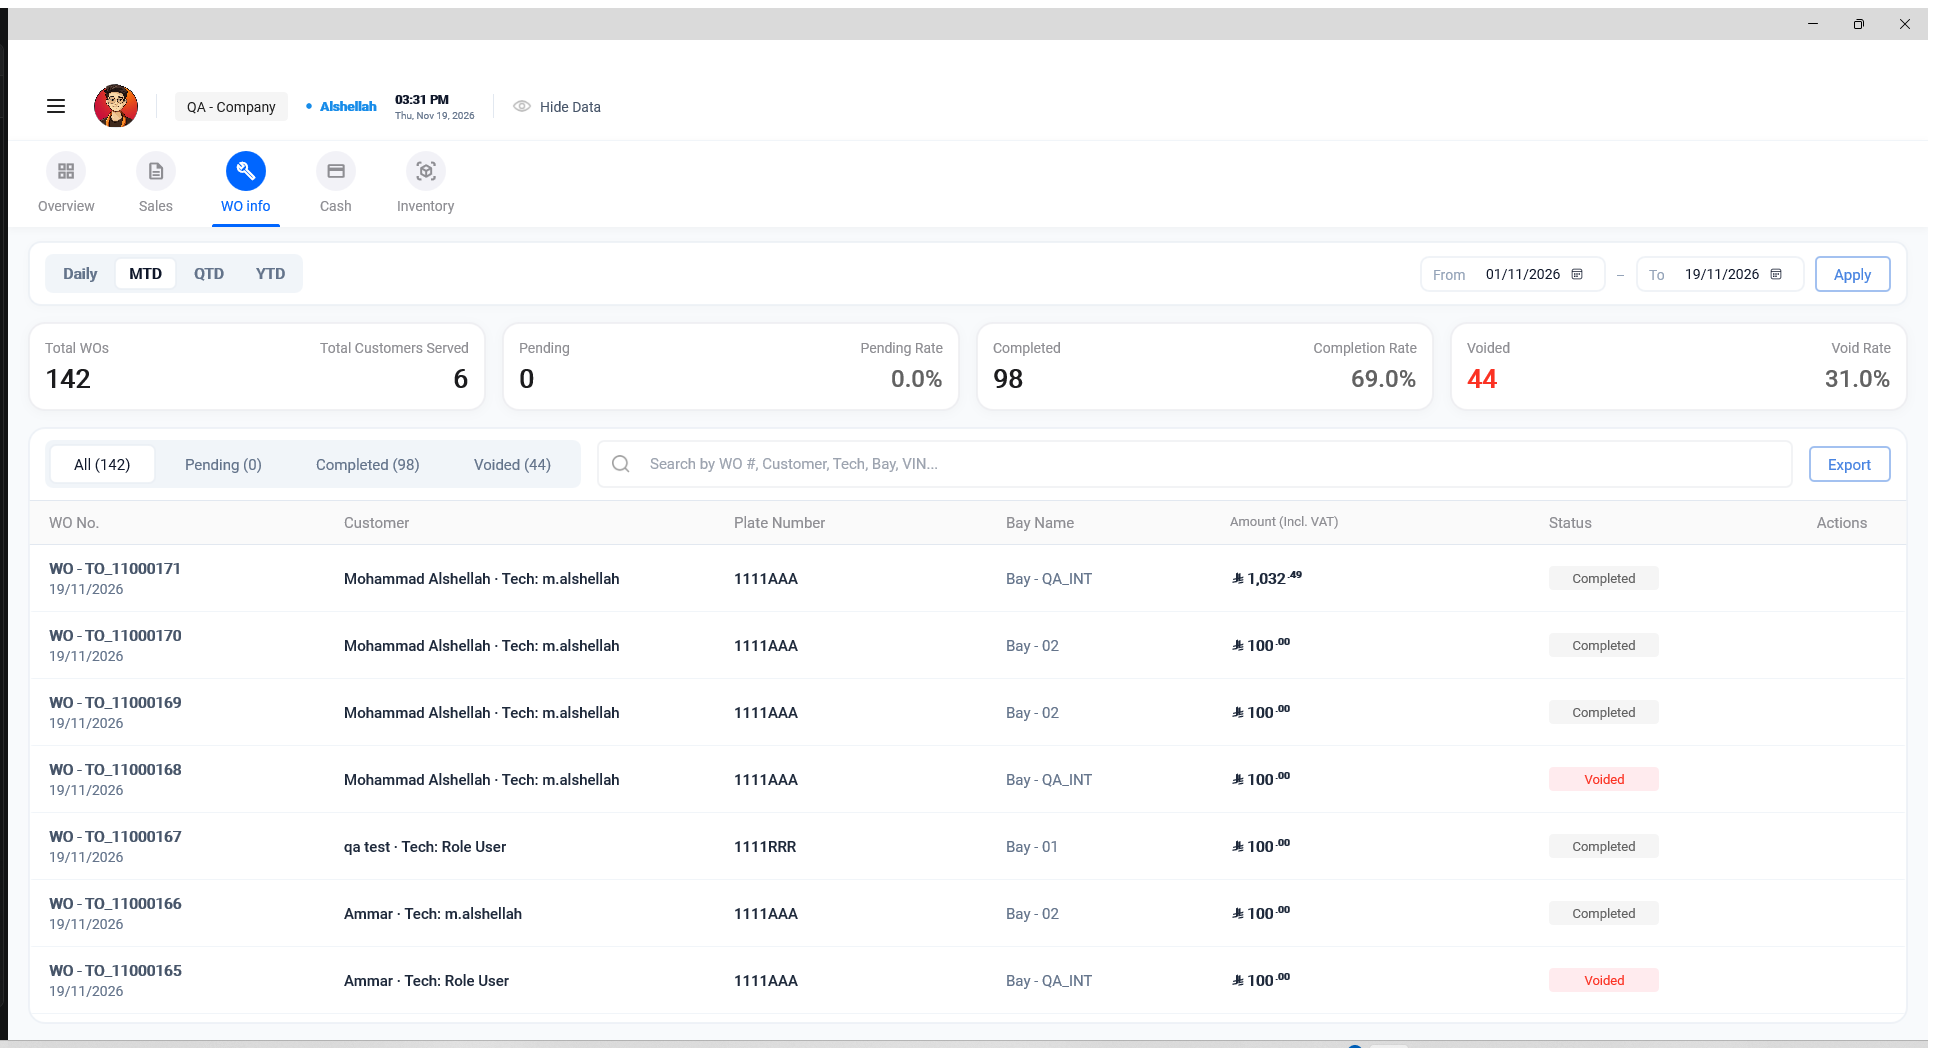 QA - Company
• Alshellah
03:31 PM
Thu, Nov 19, 2026
Hide Data
Overview
Sales
WO info
Cash
Inventory
Daily
MTD
QTD
YTD
From 01/11/2026
–
To 19/11/2026
Apply
Total WOs
142
Total Customers Served
6
Pending
0
Pending Rate
0.0%
Completed
98
Completion Rate
69.0%
Voided
44
Void Rate
31.0%
All (142)
Pending (0)
Completed (98)
Voided (44)
Search by WO #, Customer, Tech, Bay, VIN...
Export
WO No. Customer Plate Number Bay Name Amount (Incl. VAT) Status Actions
WO - TO_11000171
19/11/2026
Mohammad Alshellah · Tech: m.alshellah
1111AAA
Bay - QA_INT
1,032.49
Completed
WO - TO_11000170
19/11/2026
Mohammad Alshellah · Tech: m.alshellah
1111AAA
Bay - 02
100.00
Completed
WO - TO_11000169
19/11/2026
Mohammad Alshellah · Tech: m.alshellah
1111AAA
Bay - 02
100.00
Completed
WO - TO_11000168
19/11/2026
Mohammad Alshellah · Tech: m.alshellah
1111AAA
Bay - QA_INT
100.00
Voided
WO - TO_11000167
19/11/2026
qa test · Tech: Role User
1111RRR
Bay - 01
100.00
Completed
WO - TO_11000166
19/11/2026
Ammar · Tech: m.alshellah
1111AAA
Bay - 02
100.00
Completed
WO - TO_11000165
19/11/2026
Ammar · Tech: Role User
1111AAA
Bay - QA_INT
100.00
Voided